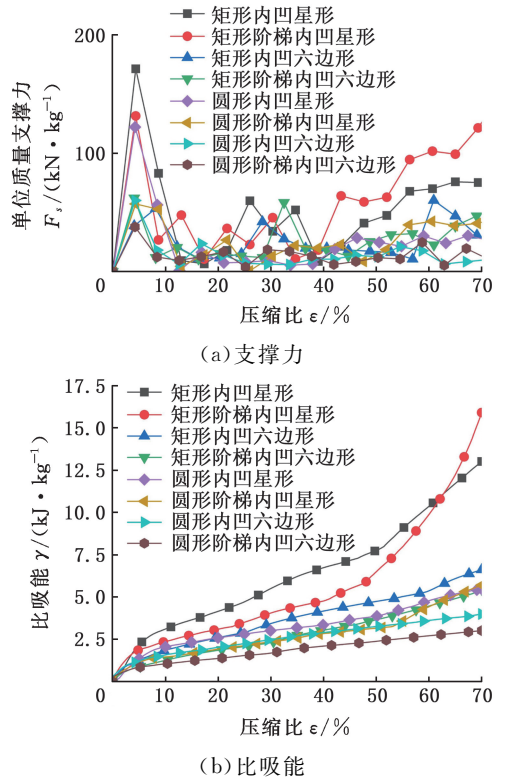 200
100
0
10
20
30
40
50
60
70
单位质量支撑力
Fs/(kN·kg⁻¹)
矩形内凹星形
矩形阶梯内凹星形
矩形内凹六边形
矩形阶梯内凹六边形
圆形内凹星形
圆形阶梯内凹星形
圆形内凹六边形
圆形阶梯内凹六边形
压缩比 ε/%
(a)支撑力
17.5
15.0
12.5
10.0
7.5
5.0
2.5
0
10
20
30
40
50
60
70
比吸能 γ/(kJ·kg⁻¹)
矩形内凹星形
矩形阶梯内凹星形
矩形内凹六边形
矩形阶梯内凹六边形
圆形内凹星形
圆形阶梯内凹星形
圆形内凹六边形
圆形阶梯内凹六边形
压缩比 ε/%
(b)比吸能